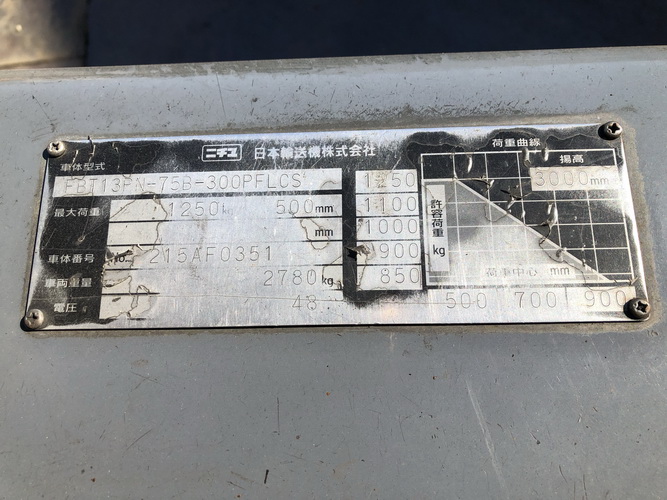 ニチユ 日本輸送機株式会社
車体型式
FBT13PN-75B-300PFLCS
最大荷重 1250 500mm
mm
車体番号 No. 215AF0351
車両重量 2780kg
電圧 48
1250
1100
1000
900
850
荷重曲線
揚高
3000mm
許容荷重 kg
荷重中心 mm
500 700 900